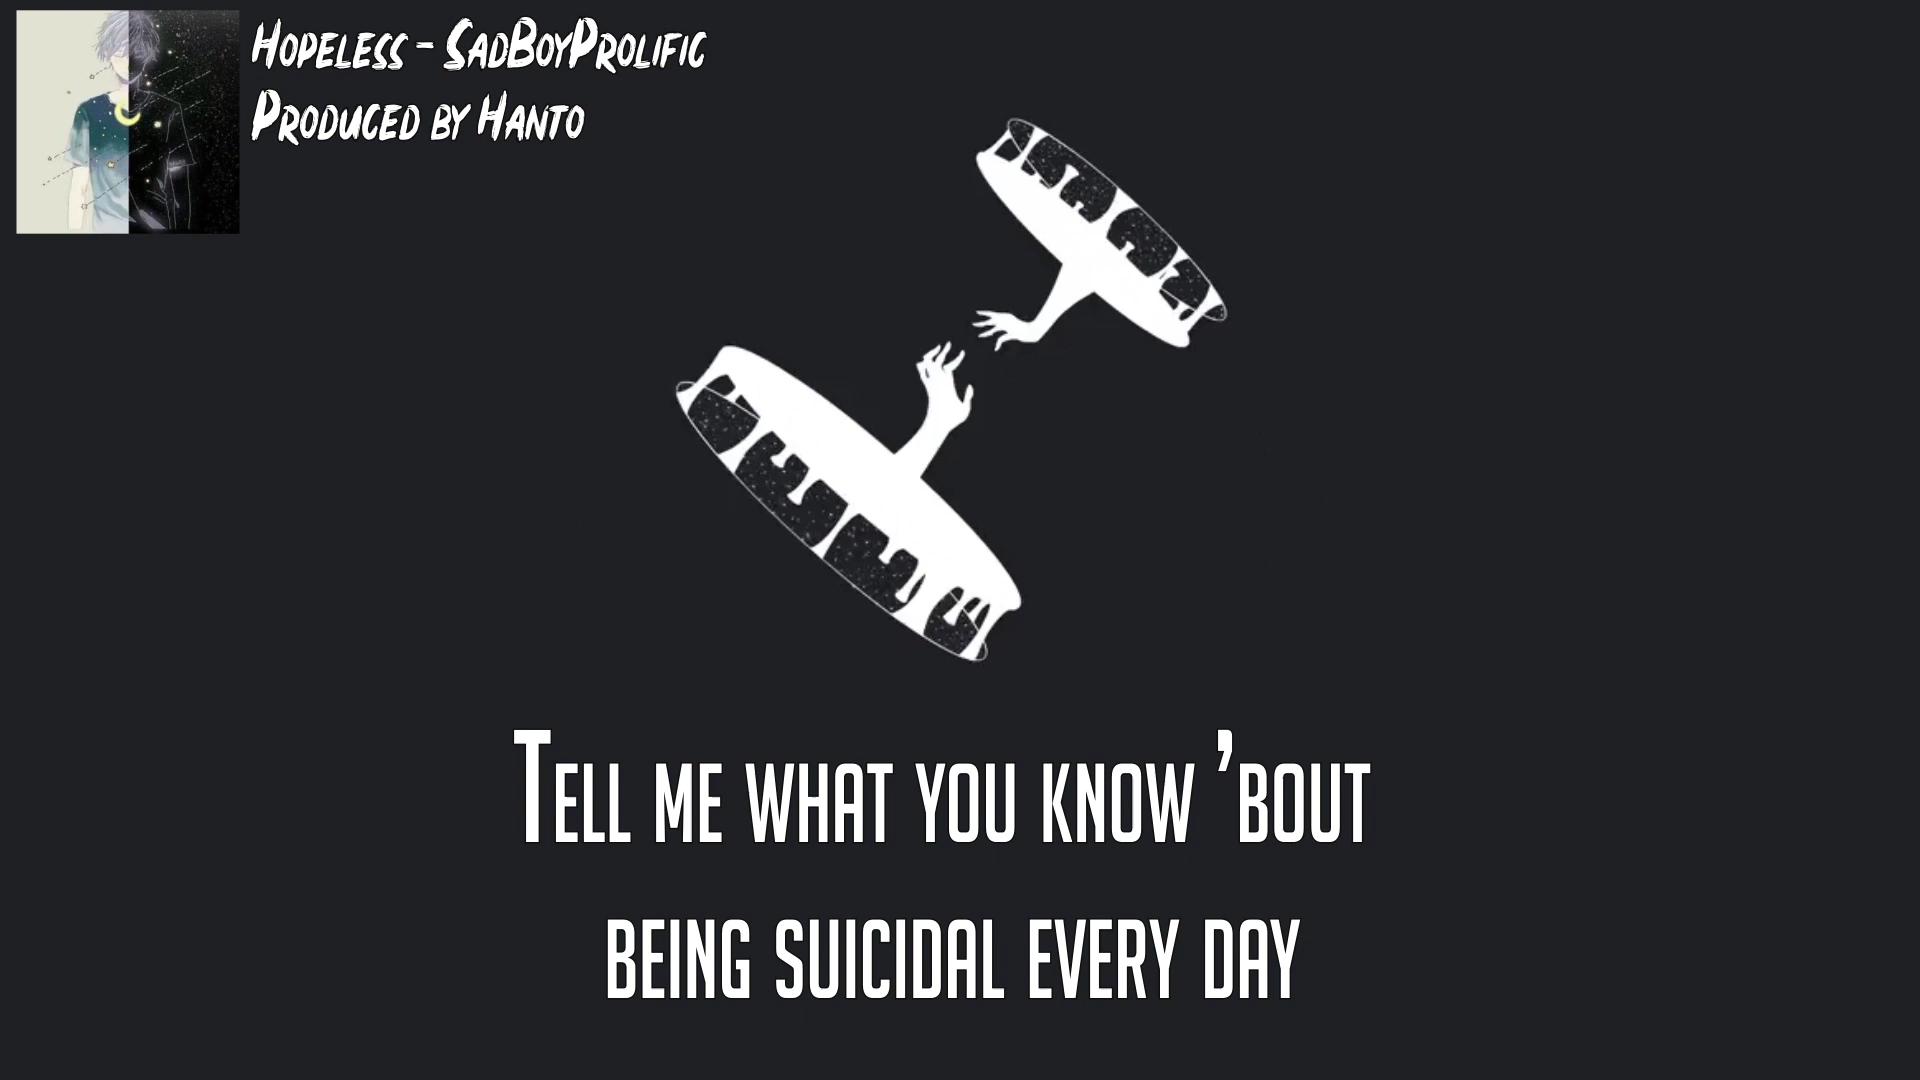 Hopeless - SadBoyProlific
Produced by Hanto
Tell me what you know 'bout
being suicidal every day